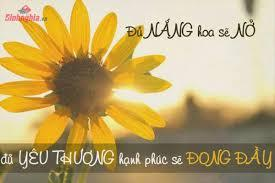 Sinhnghia.vn
Đủ NẮNG hoa sẽ NỞ
đủ YÊU THƯƠNG hạnh phúc sẽ ĐONG ĐẦY